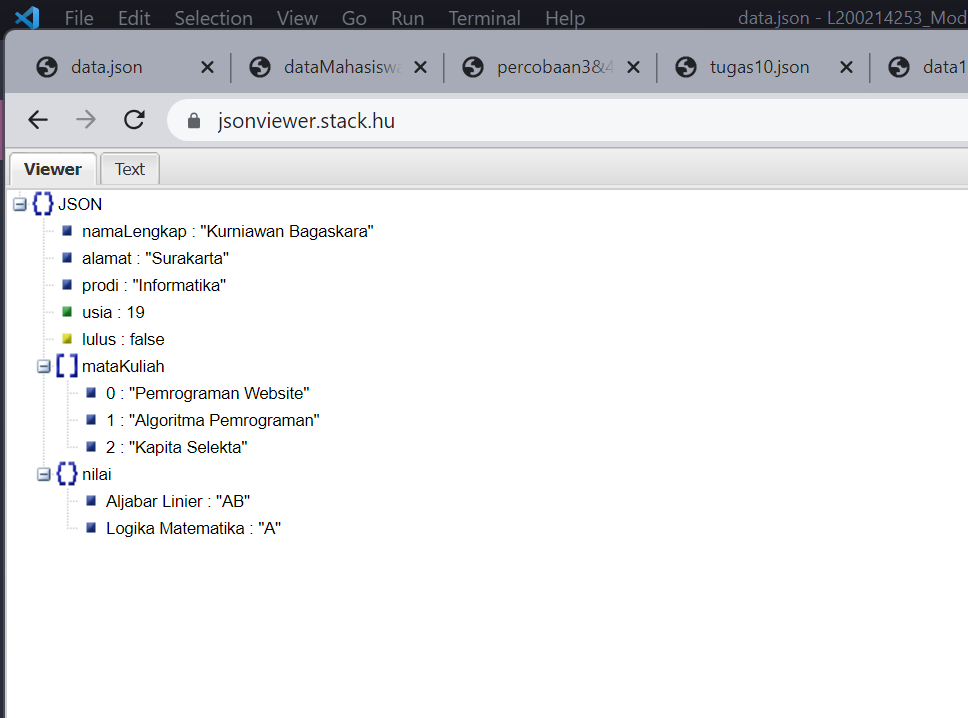 File Edit Selection View Go Run Terminal Help data.json - L200214253_Mod
data.json dataMahasisw percobaan3&4 tugas10.json data1
jsonviewer.stack.hu
Viewer Text
JSON
namaLengkap : "Kurniawan Bagaskara"
alamat : "Surakarta"
prodi : "Informatika"
usia : 19
lulus : false
mataKuliah
0 : "Pemrograman Website"
1 : "Algoritma Pemrograman"
2 : "Kapita Selekta"
nilai
Aljabar Linier : "AB"
Logika Matematika : "A"